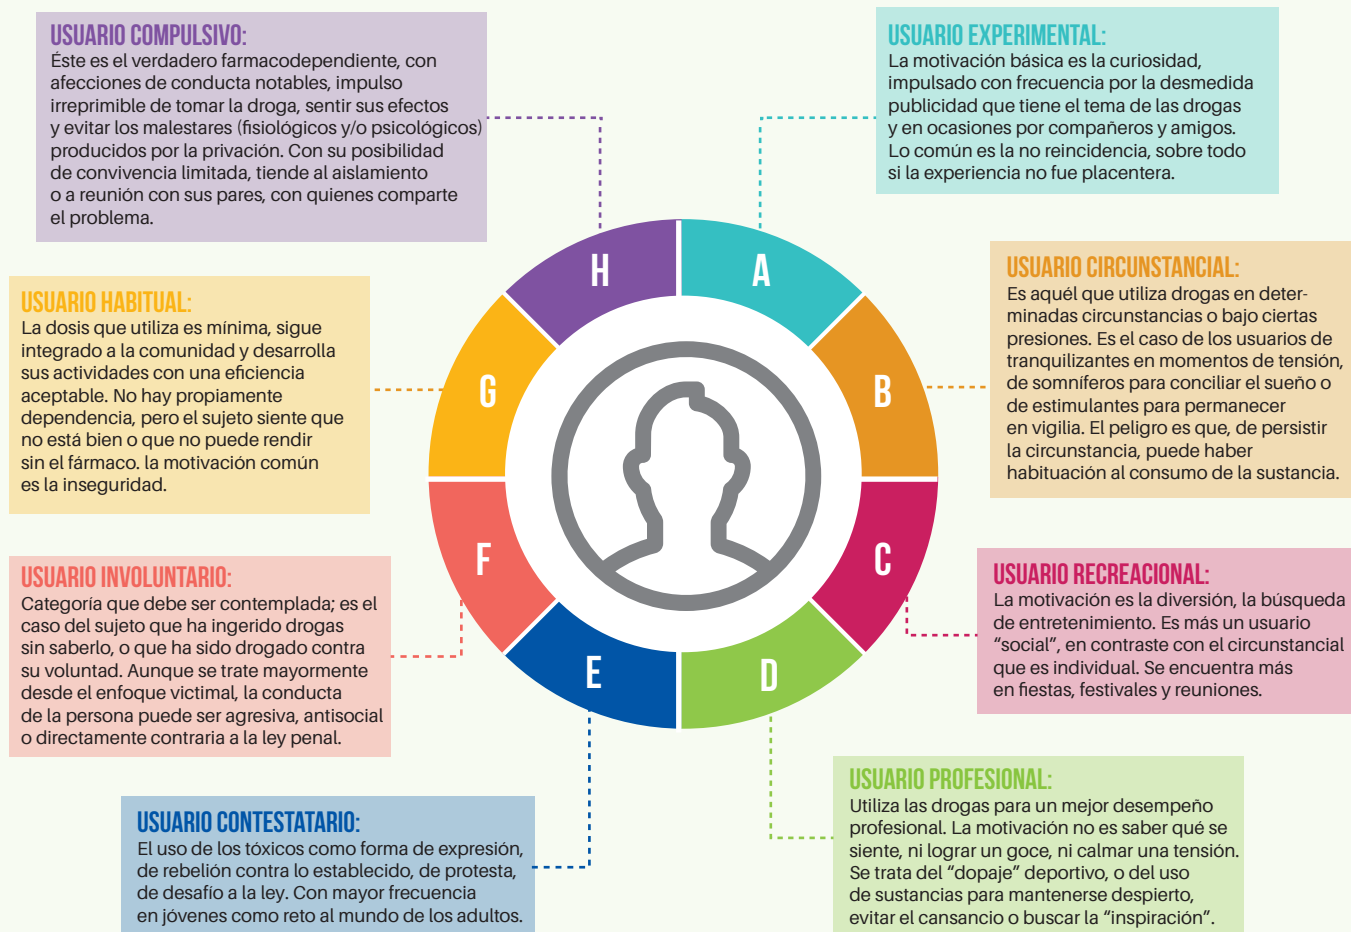 USUARIO COMPULSIVO:
Éste es el verdadero farmacodependiente, con
afecciones de conducta notables, impulso
irreprimible de tomar la droga, sentir sus efectos
y evitar los malestares (fisiológicos y/o psicológicos)
producidos por la privación. Con su posibilidad
de convivencia limitada, tiende al aislamiento
o a reunión con sus pares, con quienes comparte
el problema.
USUARIO EXPERIMENTAL:
La motivación básica es la curiosidad,
impulsado con frecuencia por la desmedida
publicidad que tiene el tema de las drogas
y en ocasiones por compañeros y amigos.
Lo común es la no reincidencia, sobre todo
si la experiencia no fue placentera.
H
A
USUARIO HABITUAL:
La dosis que utiliza es mínima, sigue
integrado a la comunidad y desarrolla
sus actividades con una eficiencia
aceptable. No hay propiamente
dependencia, pero el sujeto siente que
no está bien o que no puede rendir
sin el fármaco. la motivación común
es la inseguridad.
G
B
USUARIO CIRCUNSTANCIAL:
Es aquél que utiliza drogas en deter-
minadas circunstancias o bajo ciertas
presiones. Es el caso de los usuarios de
tranquilizantes en momentos de tensión,
de somníferos para conciliar el sueño o
de estimulantes para permanecer
en vigilia. El peligro es que, de persistir
la circunstancia, puede haber
habituación al consumo de la sustancia.
USUARIO INVOLUNTARIO:
Categoría que debe ser contemplada; es el
caso del sujeto que ha ingerido drogas
sin saberlo, o que ha sido drogado contra
su voluntad. Aunque se trate mayormente
desde el enfoque victimal, la conducta
de la persona puede ser agresiva, antisocial
o directamente contraria a la ley penal.
F
C
USUARIO RECREACIONAL:
La motivación es la diversión, la búsqueda
de entretenimiento. Es más un usuario
“social”, en contraste con el circunstancial
que es individual. Se encuentra más
en fiestas, festivales y reuniones.
E
D
USUARIO CONTESTATARIO:
El uso de los tóxicos como forma de expresión,
de rebelión contra lo establecido, de protesta,
de desafío a la ley. Con mayor frecuencia
en jóvenes como reto al mundo de los adultos.
USUARIO PROFESIONAL:
Utiliza las drogas para un mejor desempeño
profesional. La motivación no es saber qué se
siente, ni lograr un goce, ni calmar una tensión.
Se trata del “dopaje” deportivo, o del uso
de sustancias para mantenerse despierto,
evitar el cansancio o buscar la “inspiración”.